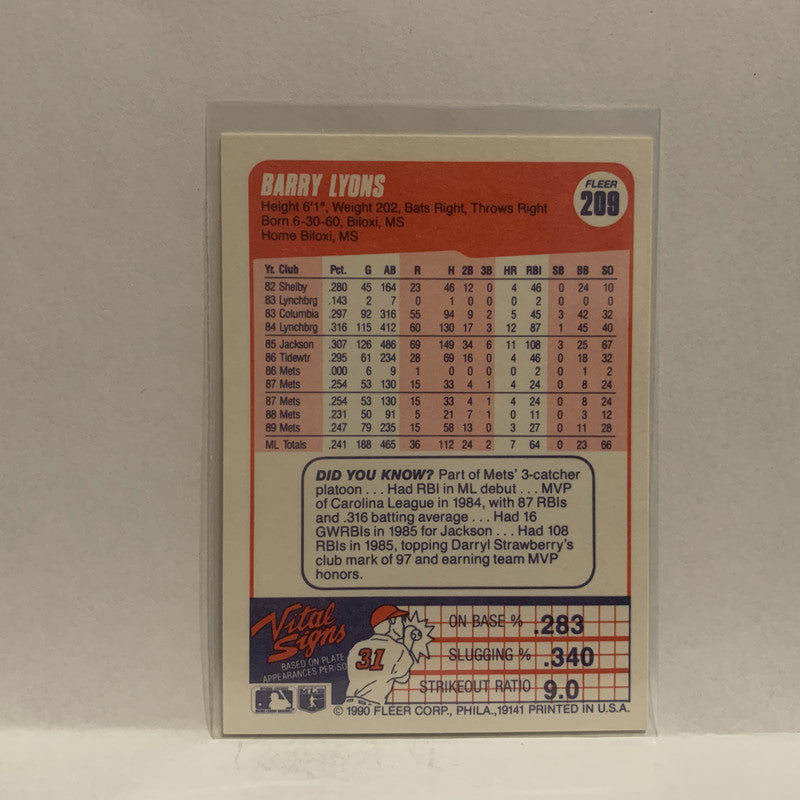 BARRY LYONS
FLEER
209
Height 6'1", Weight 202, Bats Right, Throws Right
Born 6-30-60, Biloxi, MS
Home Biloxi, MS
Yr. Club Pct. G AB R H 2B 3B HR RBI SB BB SO
82 Shelby .280 45 164 23 46 12 0 4 46 0 24 10
83 Lynchbrg .143 2 7 0 1 0 0 0 2 0 0 0
83 Columbia .297 92 316 55 94 9 2 5 45 3 42 32
84 Lynchbrg .316 115 412 60 130 17 3 12 87 1 45 40
85 Jackson .307 126 486 69 149 34 6 11 108 3 25 67
86 Tidewtr .295 61 234 28 69 16 0 4 46 0 18 32
86 Mets .000 6 9 1 0 0 0 0 2 0 1 2
87 Mets .254 53 130 15 33 4 1 4 24 0 8 24
87 Mets .254 53 130 15 33 4 1 4 24 0 8 24
88 Mets .231 50 91 5 21 7 1 0 11 0 3 12
89 Mets .247 79 235 15 58 13 0 3 27 0 11 28
ML Totals .241 188 465 36 112 24 2 7 64 0 23 66
DID YOU KNOW? Part of Mets' 3-catcher
platoon . . . Had RBI in ML debut . . . MVP
of Carolina League in 1984, with 87 RBIs
and .316 batting average . . . Had 16
GWRBIs in 1985 for Jackson . . . Had 108
RBIs in 1985, topping Darryl Strawberry's
club mark of 97 and earning team MVP
honors.
Vital
Signs
BASED ON PLATE
APPEARANCES PER SO
31
ON BASE % .283
SLUGGING % .340
STRIKEOUT RATIO 9.0
© 1990 FLEER CORP., PHILA.,19141 PRINTED IN U.S.A.